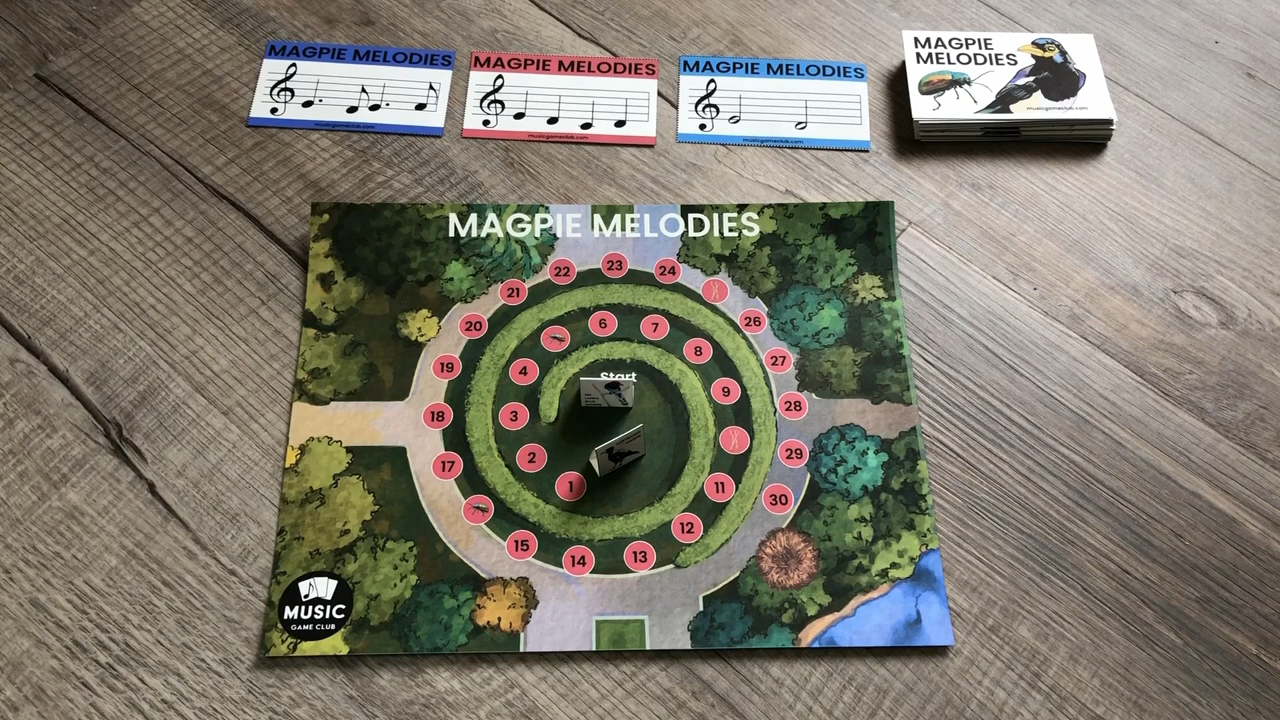 MAGPIE MELODIES
musicgameclub.com
MAGPIE MELODIES
musicgameclub.com
MAGPIE MELODIES
musicgameclub.com
MAGPIE
MELODIES
musicgameclub.com
MAGPIE MELODIES
22 23 24
21
20 26
19 27
18 28
17 29
30
15
14
13
12
11
9
8
7
6
4
3
2
1
Start
MUSIC
GAME CLUB